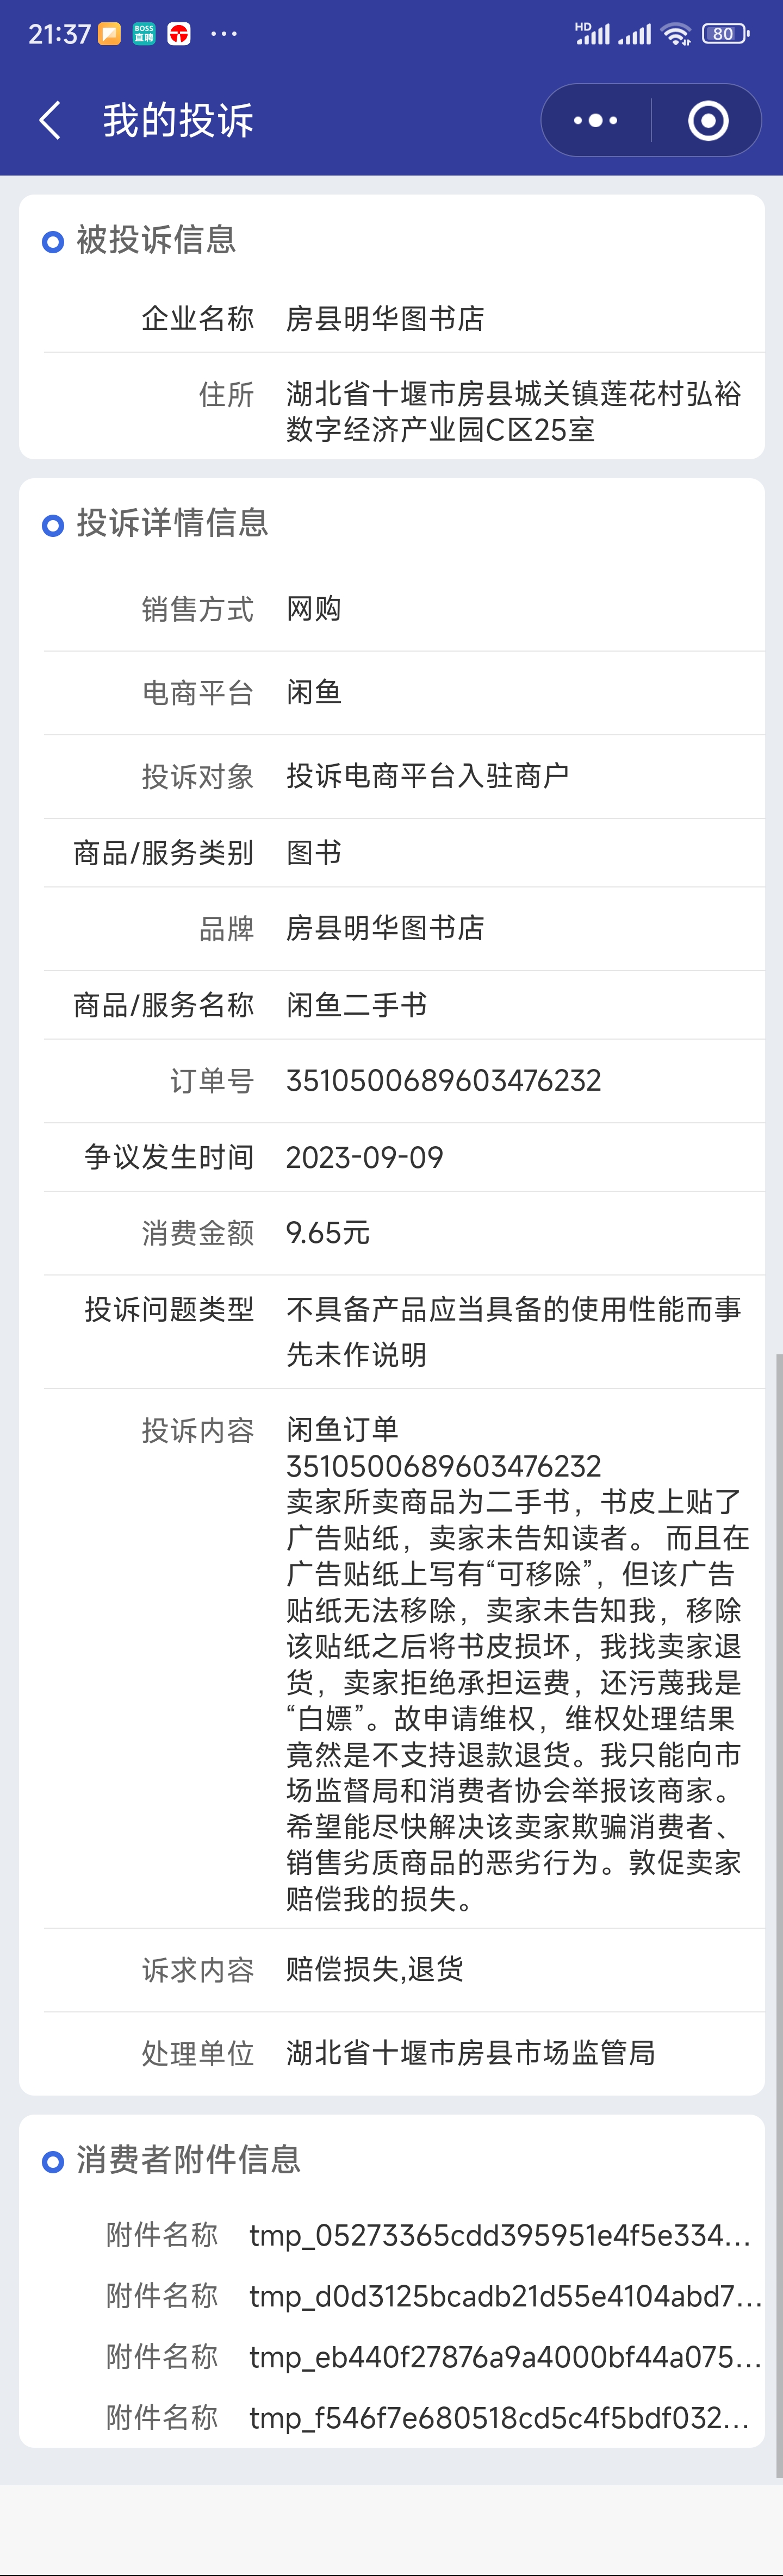 21:37
BOSS
直聘
HD
80
我的投诉
被投诉信息
企业名称 房县明华图书店
住所 湖北省十堰市房县城关镇莲花村弘裕
数字经济产业园C区25室
投诉详情信息
销售方式 网购
电商平台 闲鱼
投诉对象 投诉电商平台入驻商户
商品/服务类别 图书
品牌 房县明华图书店
商品/服务名称 闲鱼二手书
订单号 3510500689603476232
争议发生时间 2023-09-09
消费金额 9.65元
投诉问题类型 不具备产品应当具备的使用性能而事
先未作说明
投诉内容 闲鱼订单
3510500689603476232
卖家所卖商品为二手书，书皮上贴了
广告贴纸，卖家未告知读者。 而且在
广告贴纸上写有“可移除”，但该广告
贴纸无法移除，卖家未告知我，移除
该贴纸之后将书皮损坏，我找卖家退
货，卖家拒绝承担运费，还污蔑我是
“白嫖”。故申请维权，维权处理结果
竟然是不支持退款退货。我只能向市
场监督局和消费者协会举报该商家。
希望能尽快解决该卖家欺骗消费者、
销售劣质商品的恶劣行为。敦促卖家
赔偿我的损失。
诉求内容 赔偿损失,退货
处理单位 湖北省十堰市房县市场监管局
消费者附件信息
附件名称 tmp_05273365cdd395951e4f5e334...
附件名称 tmp_d0d3125bcadb21d55e4104abd7...
附件名称 tmp_eb440f27876a9a4000bf44a075...
附件名称 tmp_f546f7e680518cd5c4f5bdf032...